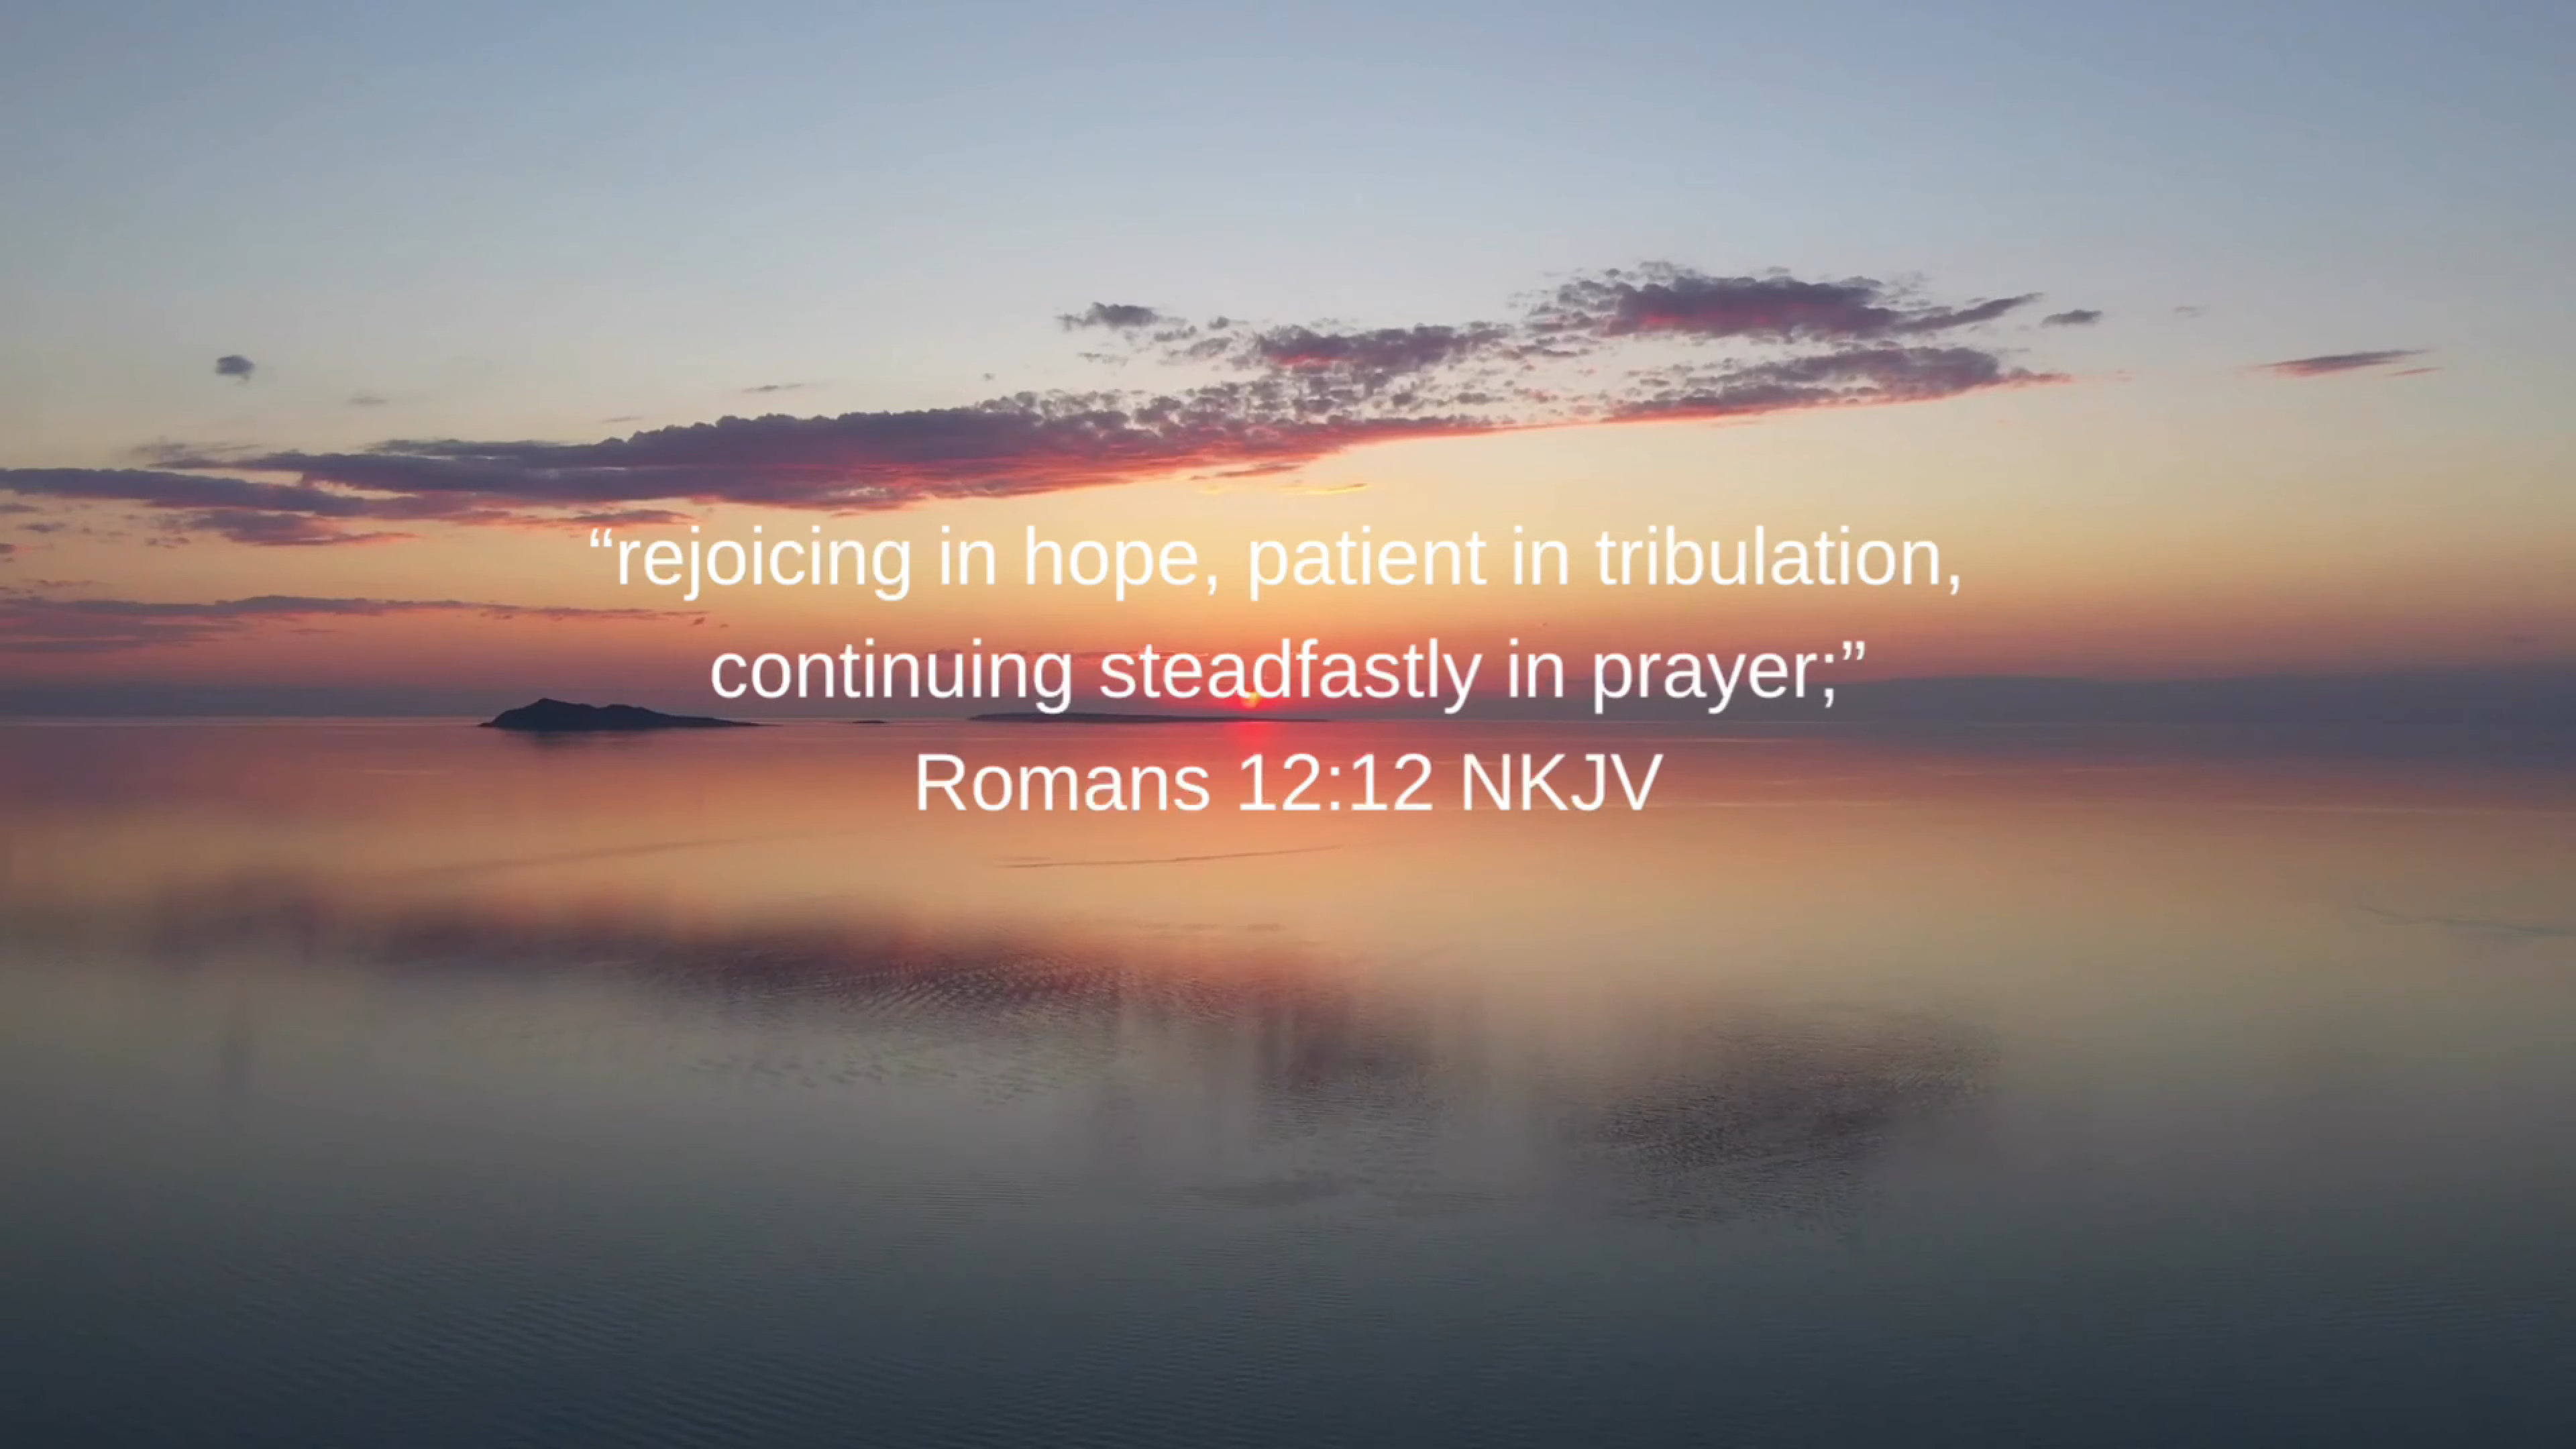 “rejoicing in hope, patient in tribulation,
continuing steadfastly in prayer;”
Romans 12:12 NKJV